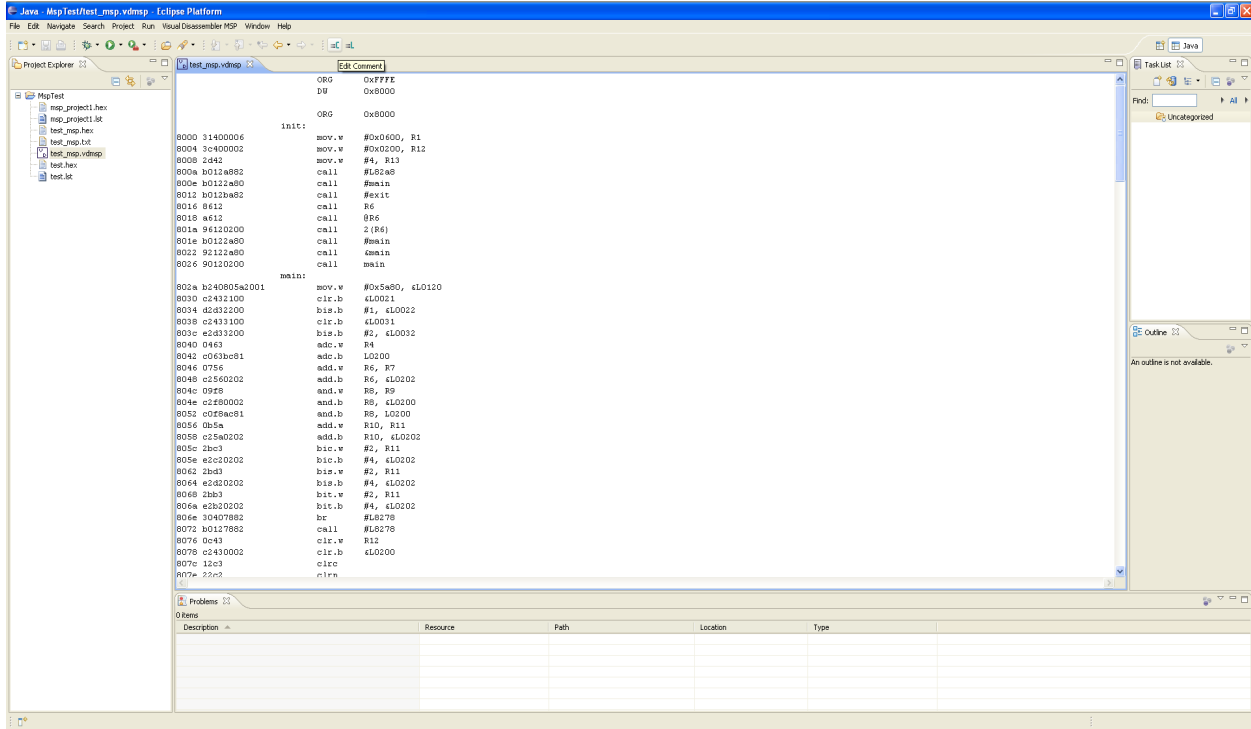 Java - MspTest/test_msp.vdmsp - Eclipse Platform
File Edit Navigate Search Project Run Visual Disassembler MSP Window Help
=C =L
Java
Project Explorer
test_msp.vdmsp
Edit Comment
Task List
MspTest
msp_project1.hex
msp_project1.lst
test_msp.hex
test_msp.txt
test_msp.vdmsp
test.hex
test.lst
ORG 0xFFFE
DW 0x8000
ORG 0x8000
init:
8000 31400006 mov.w #0x0600, R1
8004 3c400002 mov.w #0x0200, R12
8008 2d42 mov.w #4, R13
800a b012a882 call #L82a8
800e b0122a80 call #main
8012 b012ba82 call #exit
8016 8612 call R6
8018 a612 call @R6
801a 96120200 call 2(R6)
801e b0122a80 call #main
8022 92122a80 call &main
8026 90120200 call main
main:
802a b240805a2001 mov.w #0x5a80, &L0120
8030 c2432100 clr.b &L0021
8034 d2d32200 bis.b #1, &L0022
8038 c2433100 clr.b &L0031
803c e2d33200 bis.b #2, &L0032
8040 0463 adc.w R4
8042 c063bc81 adc.b L0200
8046 0756 add.w R6, R7
8048 c2560202 add.b R6, &L0202
804c 09f8 and.w R8, R9
804e c2f80002 and.b R8, &L0200
8052 c0f8ac81 and.b R8, L0200
8056 0b5a add.w R10, R11
8058 c25a0202 add.b R10, &L0202
805c 2bc3 bic.w #2, R11
805e e2c20202 bic.b #4, &L0202
8062 2bd3 bis.w #2, R11
8064 e2d20202 bis.b #4, &L0202
8068 2bb3 bit.w #2, R11
806a e2b20202 bit.b #4, &L0202
806e 30407882 br #L8278
8072 b0127882 call #L8278
8076 0c43 clr.w R12
8078 c2430002 clr.b &L0200
807c 12c3 clrc
807e 22c2 clrn
Find: All
Uncategorized
Outline
An outline is not available.
Problems
0 items
Description Resource Path Location Type